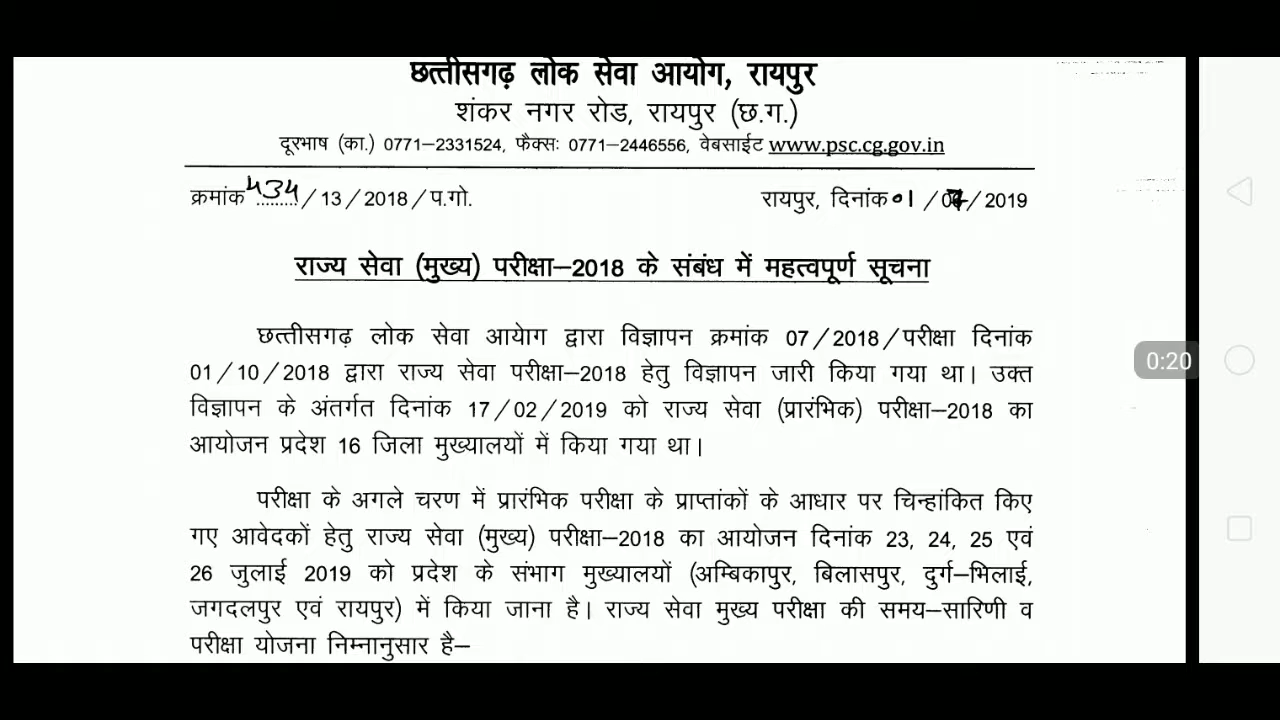 छत्तीसगढ़ लोक सेवा आयोग, रायपुर
शंकर नगर रोड, रायपुर (छ.ग.)
दूरभाष (का.) 0771–2331524, फैक्सः 0771–2446556, वेबसाईट www.psc.cg.gov.in
क्रमांक 434/13/2018/प.गो. रायपुर, दिनांक 01/07/2019
राज्य सेवा (मुख्य) परीक्षा–2018 के संबंध में महत्वपूर्ण सूचना
छत्तीसगढ़ लोक सेवा आयेाग द्वारा विज्ञापन क्रमांक 07/2018/परीक्षा दिनांक
01/10/2018 द्वारा राज्य सेवा परीक्षा–2018 हेतु विज्ञापन जारी किया गया था। उक्त
विज्ञापन के अंतर्गत दिनांक 17/02/2019 को राज्य सेवा (प्रारंभिक) परीक्षा–2018 का
आयोजन प्रदेश 16 जिला मुख्यालयों में किया गया था।
परीक्षा के अगले चरण में प्रारंभिक परीक्षा के प्राप्तांकों के आधार पर चिन्हांकित किए
गए आवेदकों हेतु राज्य सेवा (मुख्य) परीक्षा–2018 का आयोजन दिनांक 23, 24, 25 एवं
26 जुलाई 2019 को प्रदेश के संभाग मुख्यालयों (अम्बिकापुर, बिलासपुर, दुर्ग–भिलाई,
जगदलपुर एवं रायपुर) में किया जाना है। राज्य सेवा मुख्य परीक्षा की समय–सारिणी व
परीक्षा योजना निम्नानुसार है–
0:20